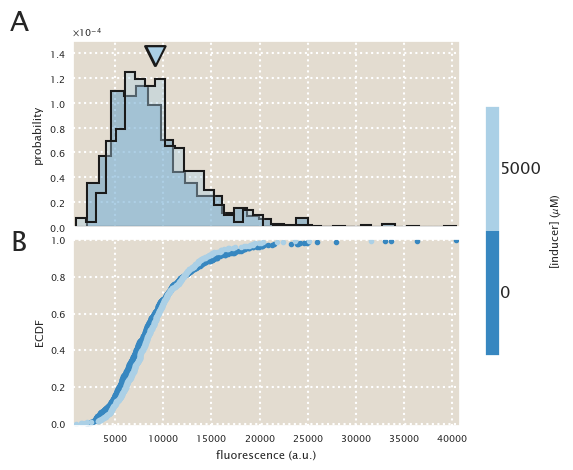 A
×10⁻⁴
1.4
1.2
1.0
0.8
0.6
0.4
0.2
0.0
probability
B
1.0
0.8
0.6
0.4
0.2
0.0
ECDF
5000 10000 15000 20000 25000 30000 35000 40000
fluorescence (a.u.)
5000
0
[inducer] (μM)